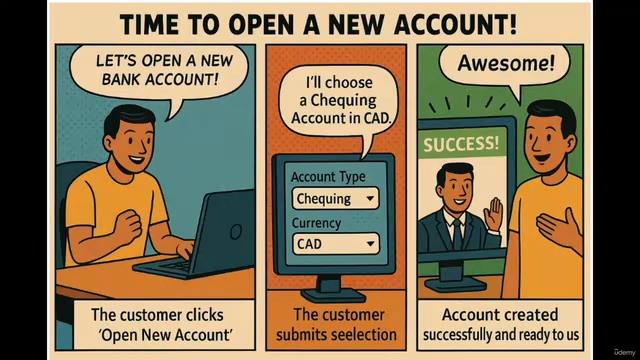 TIME TO OPEN A NEW ACCOUNT!
LET'S OPEN A NEW
BANK ACCOUNT!
The customer clicks
'Open New Account'
I'll choose
a Chequing
Account in CAD.
Account Type
Chequing
Currency
CAD
The customer
submits seelection
Awesome!
SUCCESS!
Account created
successfully and ready to us
udemy